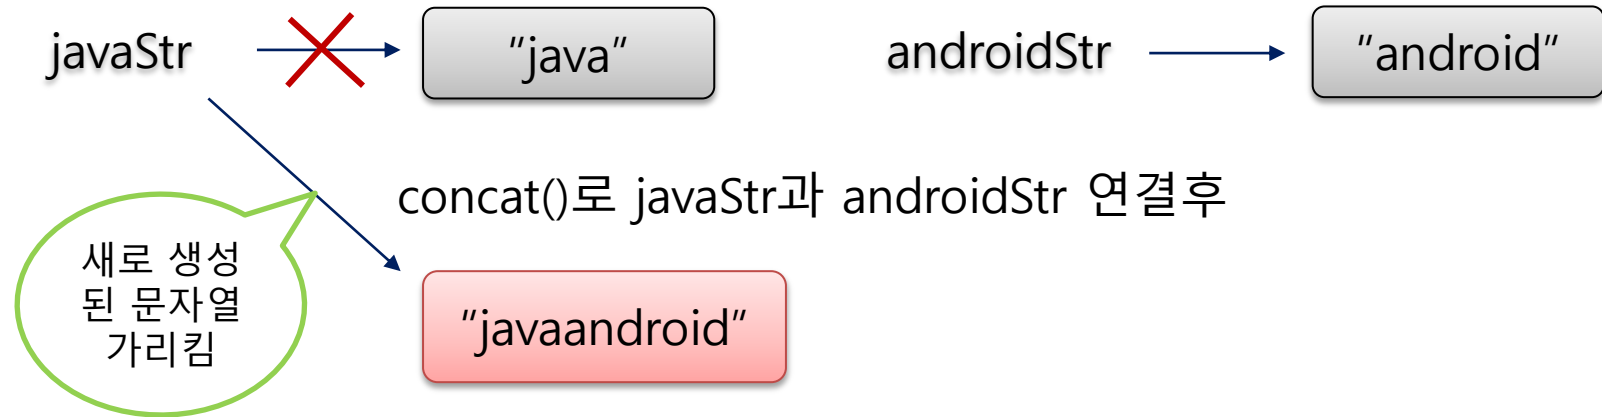 javaStr
"java"
androidStr
"android"
concat()로 javaStr과 androidStr 연결후
새로 생성
된 문자열
가리킴
"javaandroid"